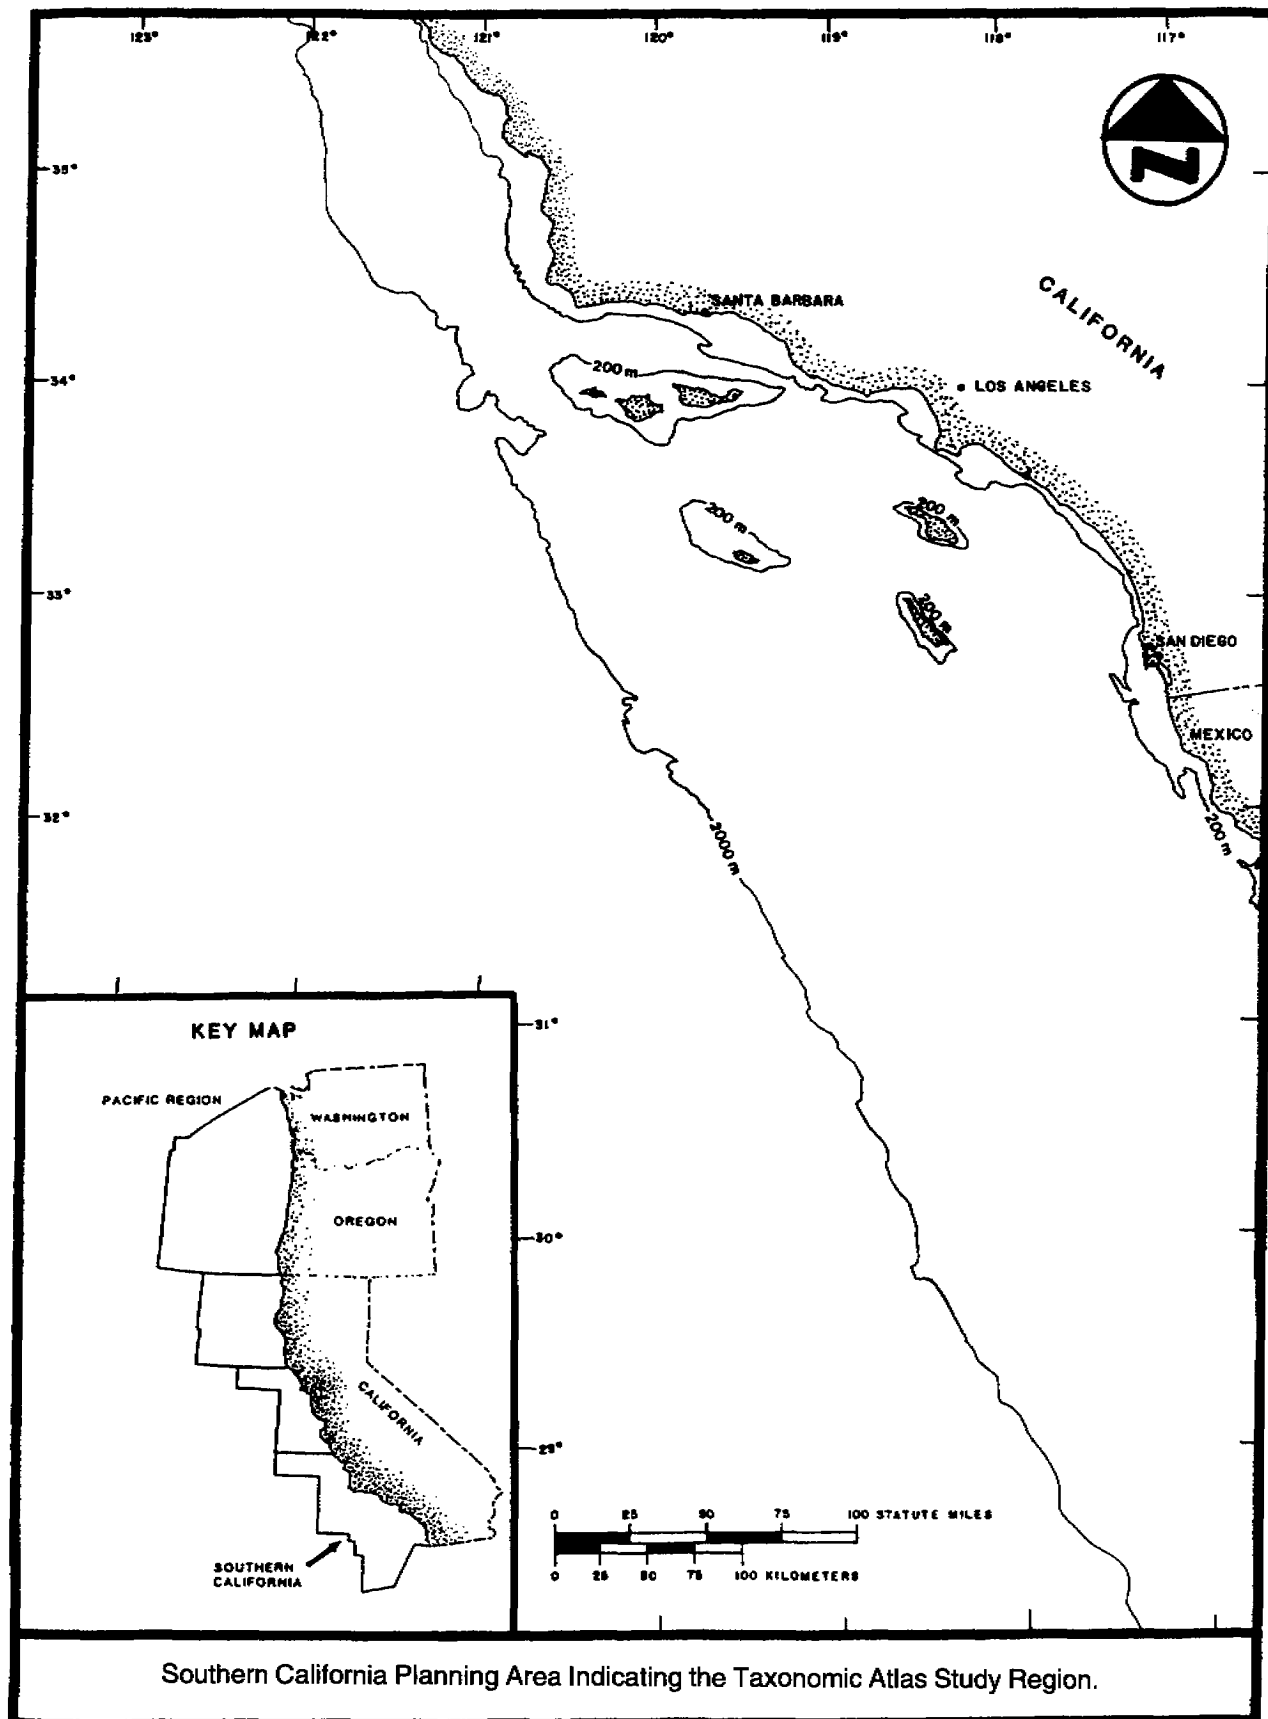 123° 122° 121° 120° 119° 118° 117°
N
35°
SANTA BARBARA
CALIFORNIA
34°
200 m
LOS ANGELES
200 m
200 m
33°
200 m
SAN DIEGO
MEXICO
32°
2000 m
200 m
31°
KEY MAP
PACIFIC REGION
WASHINGTON
OREGON
30°
CALIFORNIA
29°
SOUTHERN
CALIFORNIA
0 25 50 75 100 STATUTE MILES
0 25 50 75 100 KILOMETERS
Southern California Planning Area Indicating the Taxonomic Atlas Study Region.